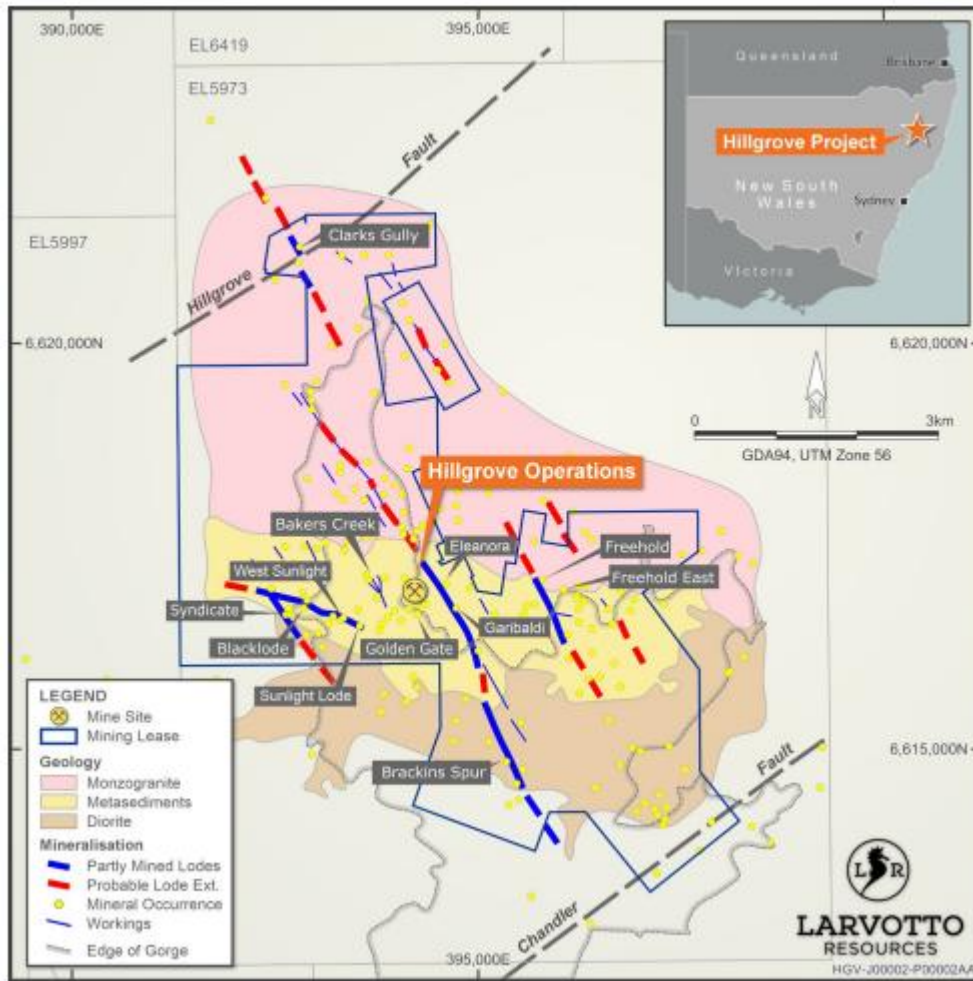 390,000E
395,000E
EL6419
EL5973
EL5997
Queensland
Brisbane
Hillgrove Project
New South
Wales
Sydney
Victoria
Fault
Hillgrove
Clarks Gully
6,620,000N
6,620,000N
N
0
3km
GDA94, UTM Zone 56
Hillgrove Operations
Bakers Creek
Eleanora
Freehold
West Sunlight
Freehold East
Syndicate
Garibaldi
Blacklode
Golden Gate
Sunlight Lode
Brackins Spur
6,615,000N
Fault
Chandler
LEGEND
Mine Site
Mining Lease
Geology
Monzogranite
Metasediments
Diorite
Mineralisation
Partly Mined Lodes
Probable Lode Ext.
Mineral Occurrence
Workings
Edge of Gorge
395,000E
L R
LARVOTTO
RESOURCES
HGV-J00002-P00002AA